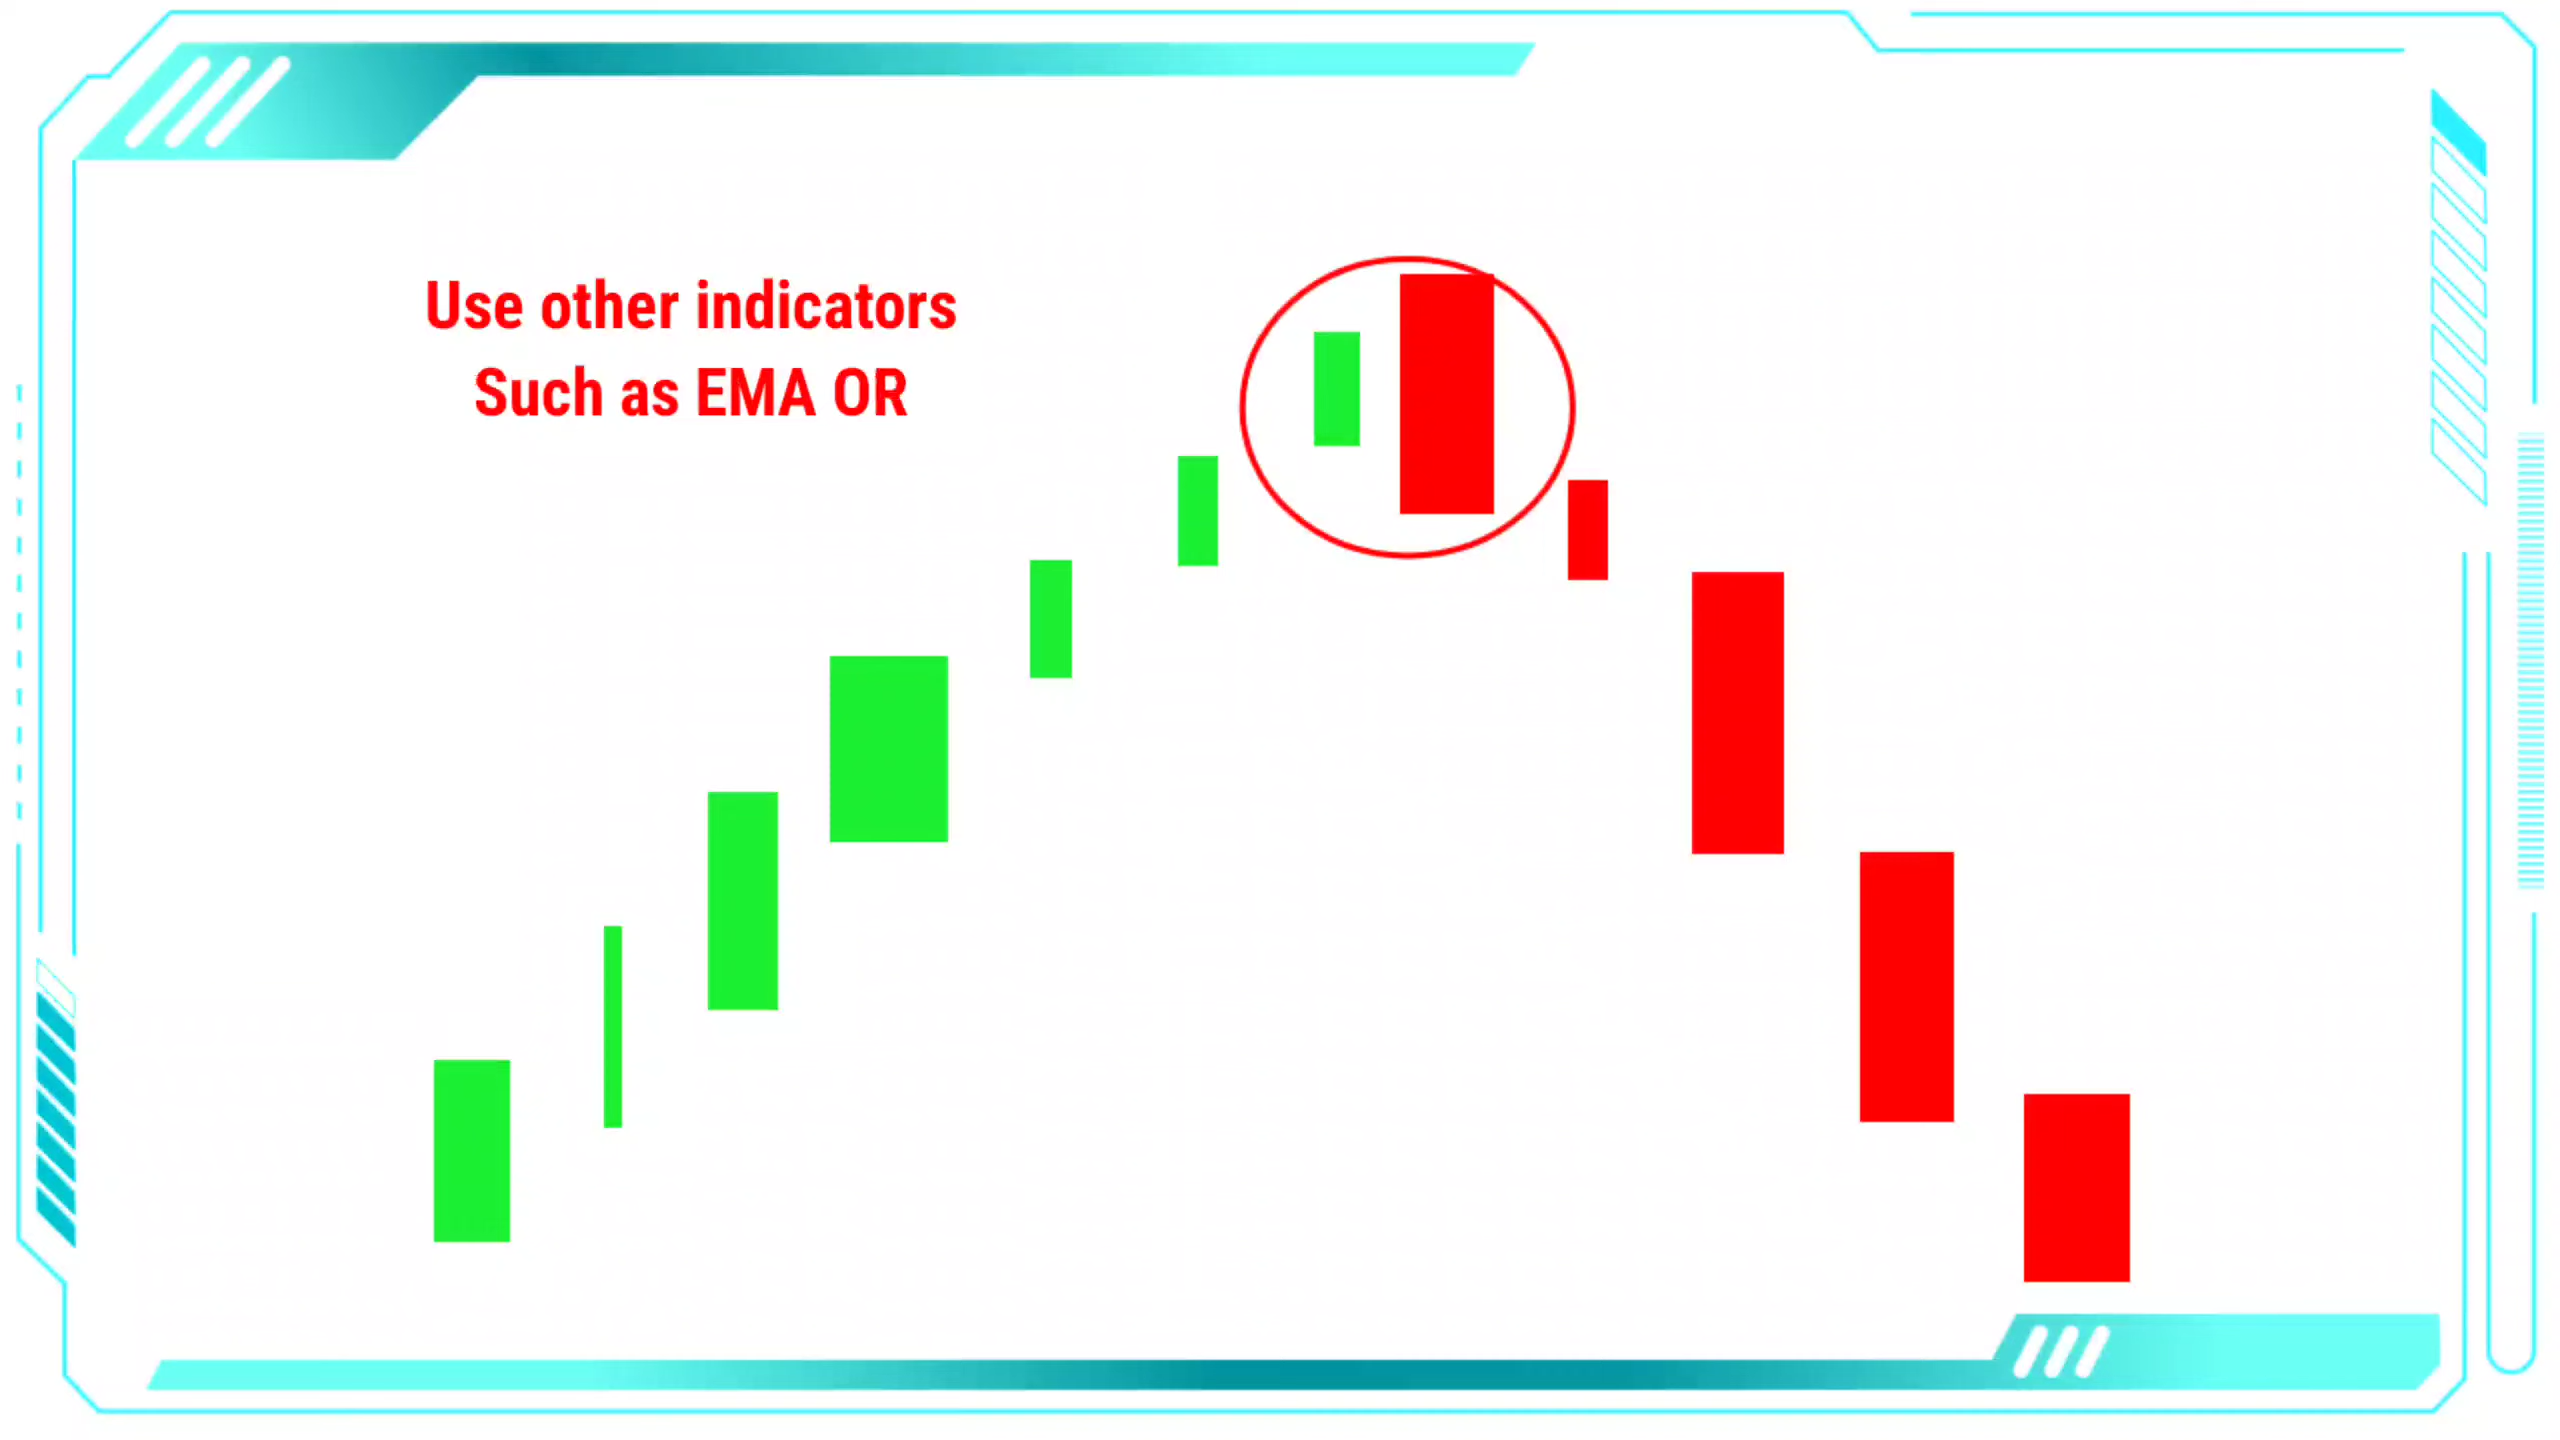 Use other indicators
Such as EMA OR